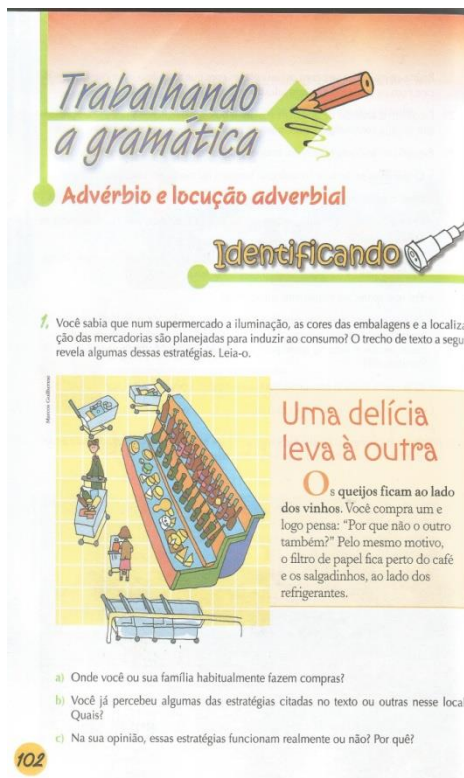 Trabalhando
a gramática
Advérbio e locução adverbial
Identificando
1. Você sabia que num supermercado a iluminação, as cores das embalagens e a localiza
ção das mercadorias são planejadas para induzir ao consumo? O trecho de texto a segu
revela algumas dessas estratégias. Leia-o.
Marcos Guilherme
Uma delícia
leva à outra
Os queijos ficam ao lado
dos vinhos. Você compra um e
logo pensa: “Por que não o outro
também?” Pelo mesmo motivo,
o filtro de papel fica perto do café
e os salgadinhos, ao lado dos
refrigerantes.
a) Onde você ou sua família habitualmente fazem compras?
b) Você já percebeu algumas das estratégias citadas no texto ou outras nesse local
Quais?
c) Na sua opinião, essas estratégias funcionam realmente ou não? Por quê?
102